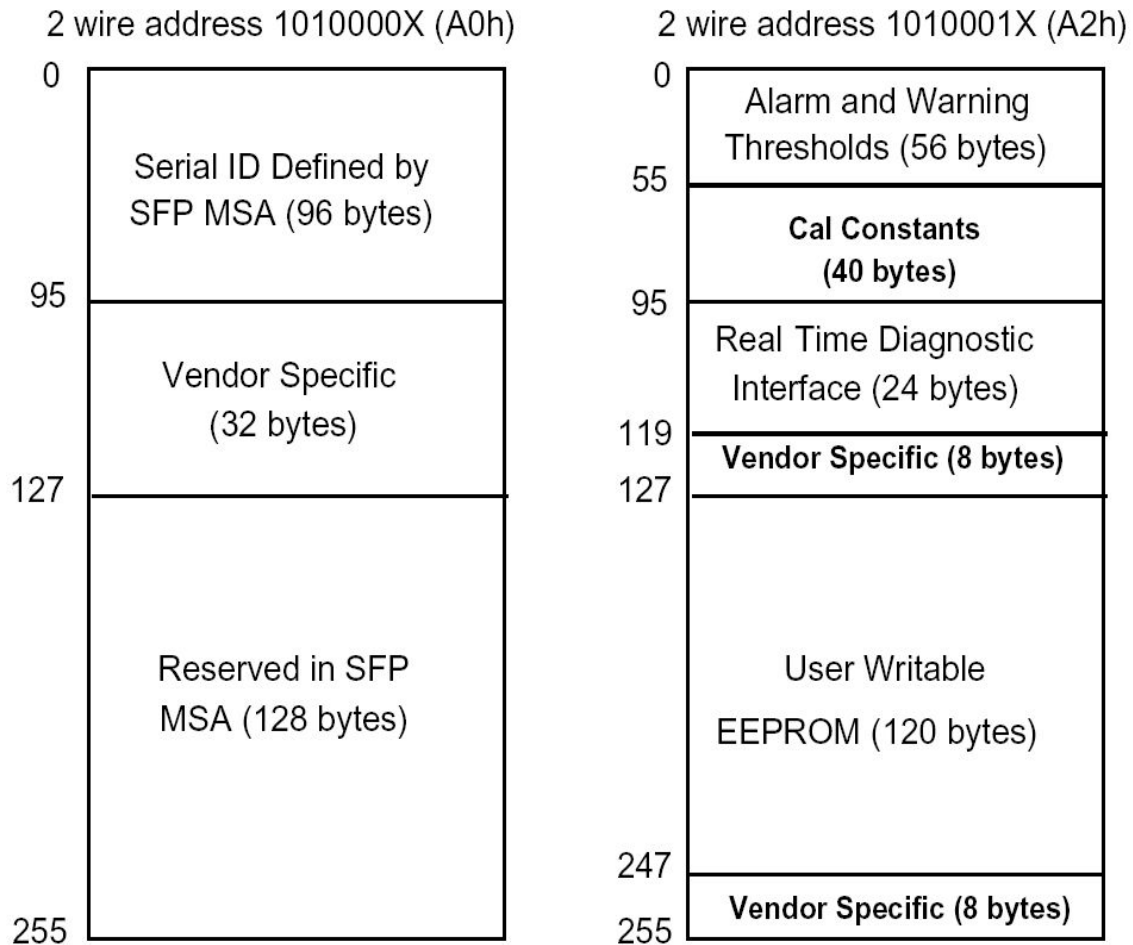 2 wire address 1010000X (A0h)
0
Serial ID Defined by
SFP MSA (96 bytes)
95
Vendor Specific
(32 bytes)
127
Reserved in SFP
MSA (128 bytes)
255
2 wire address 1010001X (A2h)
0
Alarm and Warning
Thresholds (56 bytes)
55
Cal Constants
(40 bytes)
95
Real Time Diagnostic
Interface (24 bytes)
119
Vendor Specific (8 bytes)
127
User Writable
EEPROM (120 bytes)
247
Vendor Specific (8 bytes)
255